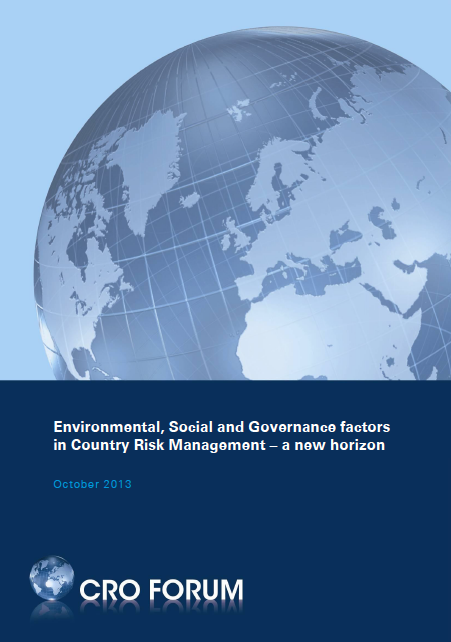 Environmental, Social and Governance factors
in Country Risk Management – a new horizon
October 2013
CRO FORUM